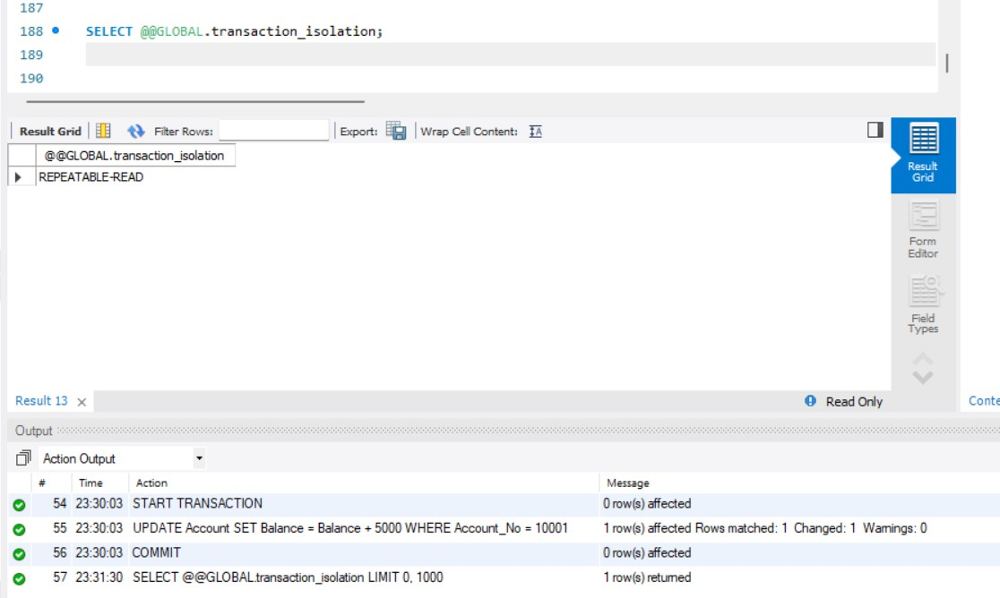 187
188 SELECT @@GLOBAL.transaction_isolation;
189
190
Result Grid Filter Rows: Export: Wrap Cell Content: IA
@@GLOBAL.transaction_isolation
REPEATABLE-READ
Result
Grid
Form
Editor
Field
Types
Result 13 Read Only Conte
Output
Action Output
# Time Action Message
54 23:30:03 START TRANSACTION 0 row(s) affected
55 23:30:03 UPDATE Account SET Balance = Balance + 5000 WHERE Account_No = 10001 1 row(s) affected Rows matched: 1 Changed: 1 Warnings: 0
56 23:30:03 COMMIT 0 row(s) affected
57 23:31:30 SELECT @@GLOBAL.transaction_isolation LIMIT 0, 1000 1 row(s) returned